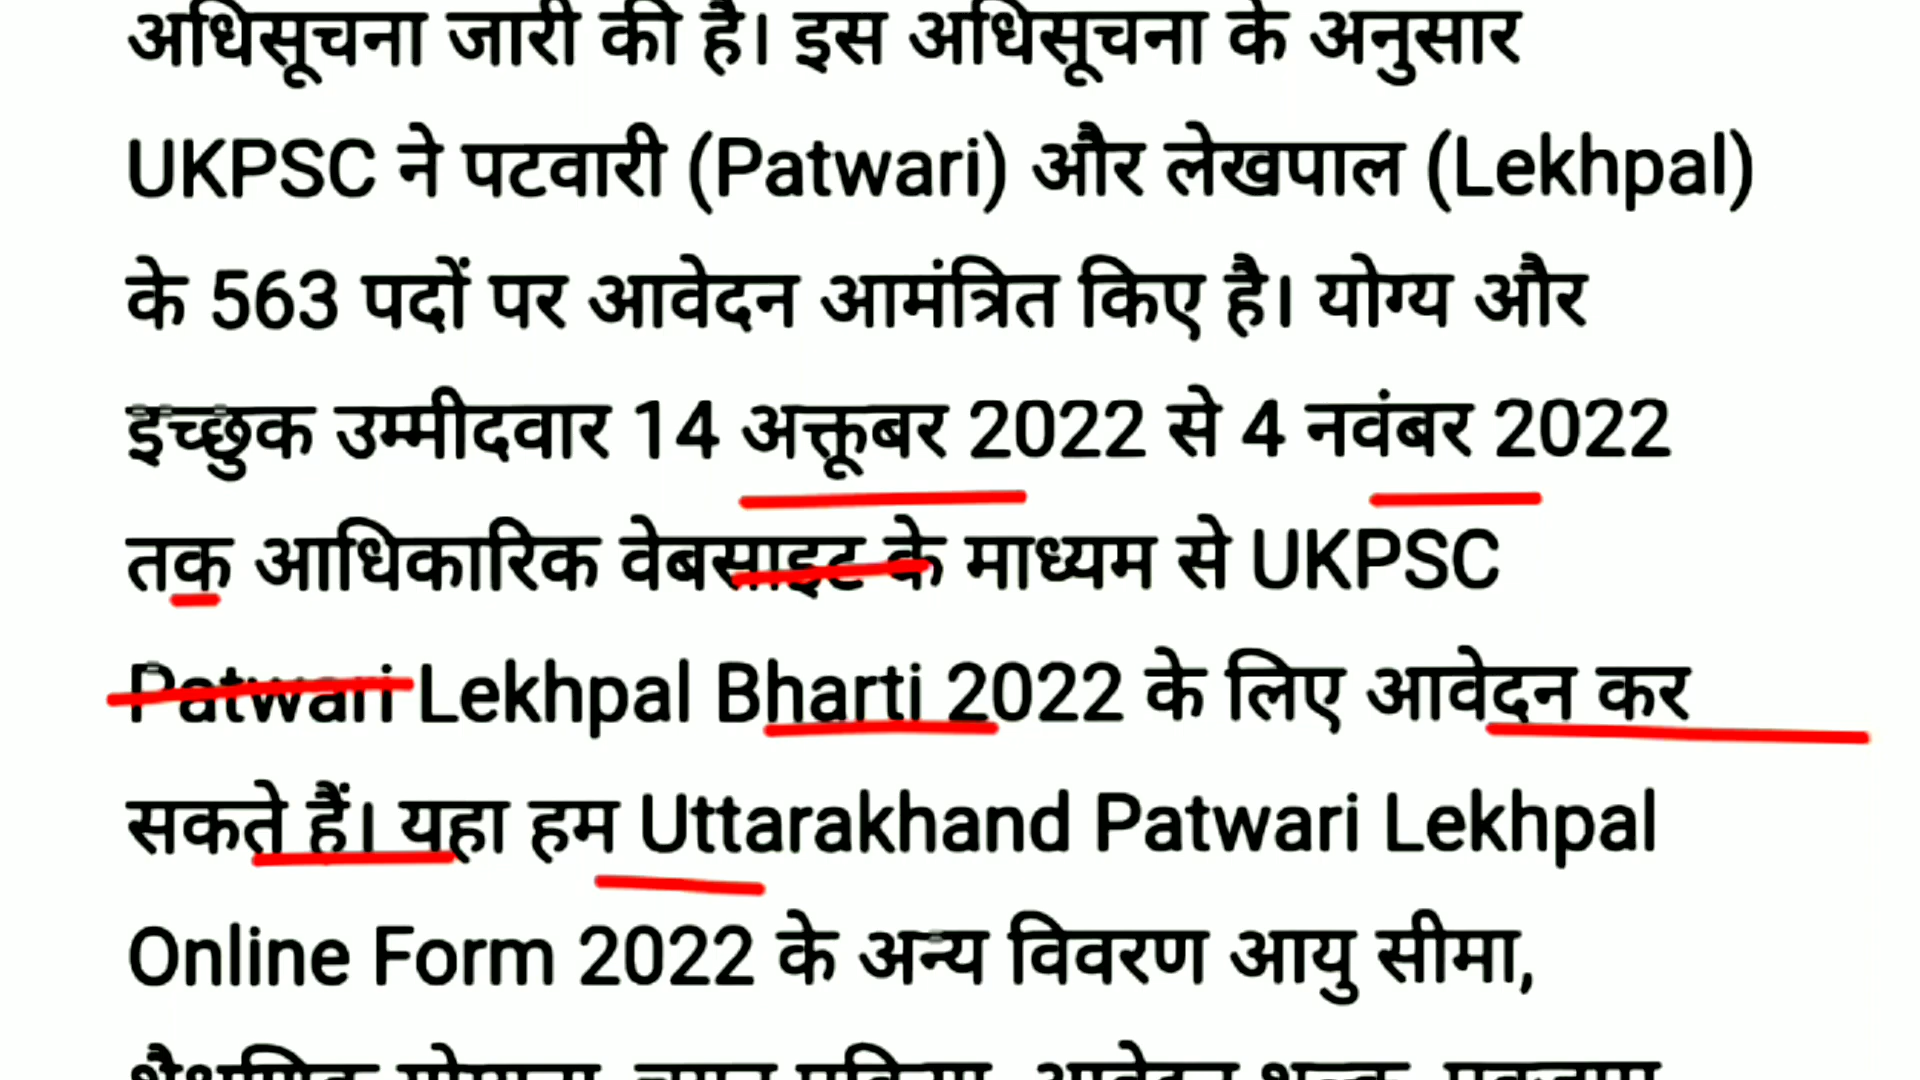 अधिसूचना जारी की है। इस अधिसूचना के अनुसार
UKPSC ने पटवारी (Patwari) और लेखपाल (Lekhpal)
के 563 पदों पर आवेदन आमंत्रित किए है। योग्य और
इच्छुक उम्मीदवार 14 अक्तूबर 2022 से 4 नवंबर 2022
तक आधिकारिक वेबसाइट के माध्यम से UKPSC
Patwari Lekhpal Bharti 2022 के लिए आवेदन कर
सकते हैं। यहा हम Uttarakhand Patwari Lekhpal
Online Form 2022 के अन्य विवरण आयु सीमा,